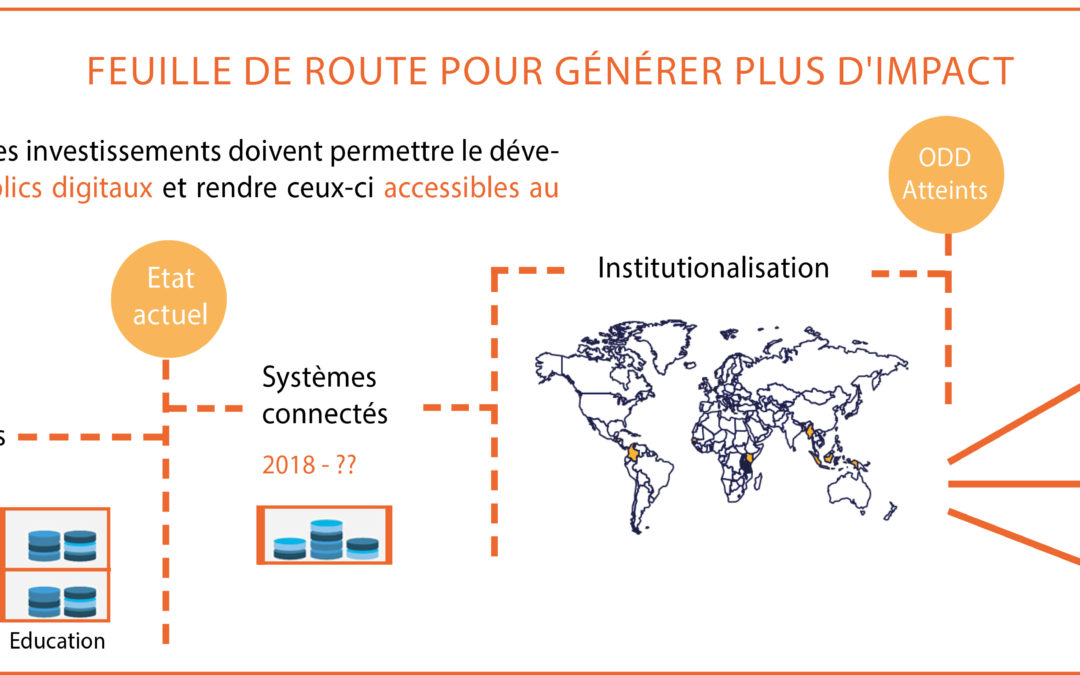 FEUILLE DE ROUTE POUR GÉNÉRER PLUS D'IMPACT
es investissements doivent permettre le déve-
lics digitaux et rendre ceux-ci accessibles au
ODD
Atteints
Etat
actuel
Institutionalisation
Systèmes
connectés
2018 - ??
s
Education